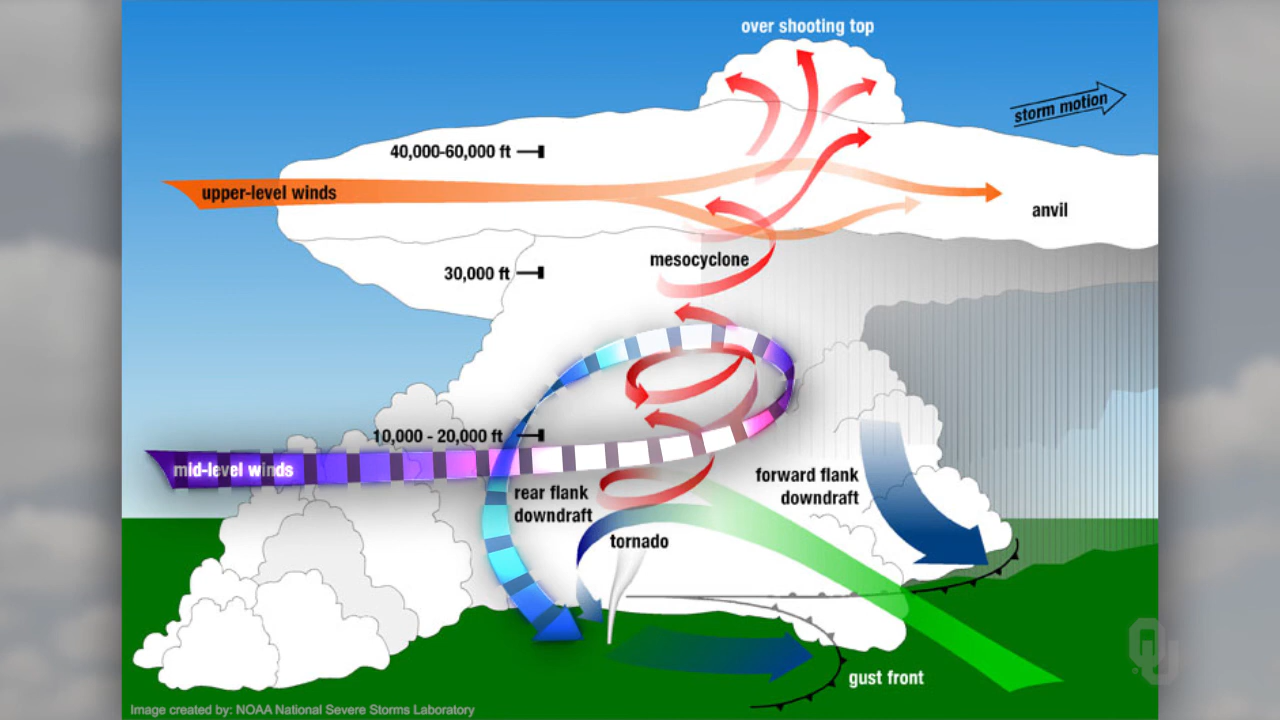 over shooting top
storm motion
40,000-60,000 ft
upper-level winds
anvil
mesocyclone
30,000 ft
10,000 - 20,000 ft
mid-level winds
rear flank
downdraft
forward flank
downdraft
tornado
gust front
OU
Image created by: NOAA National Severe Storms Laboratory